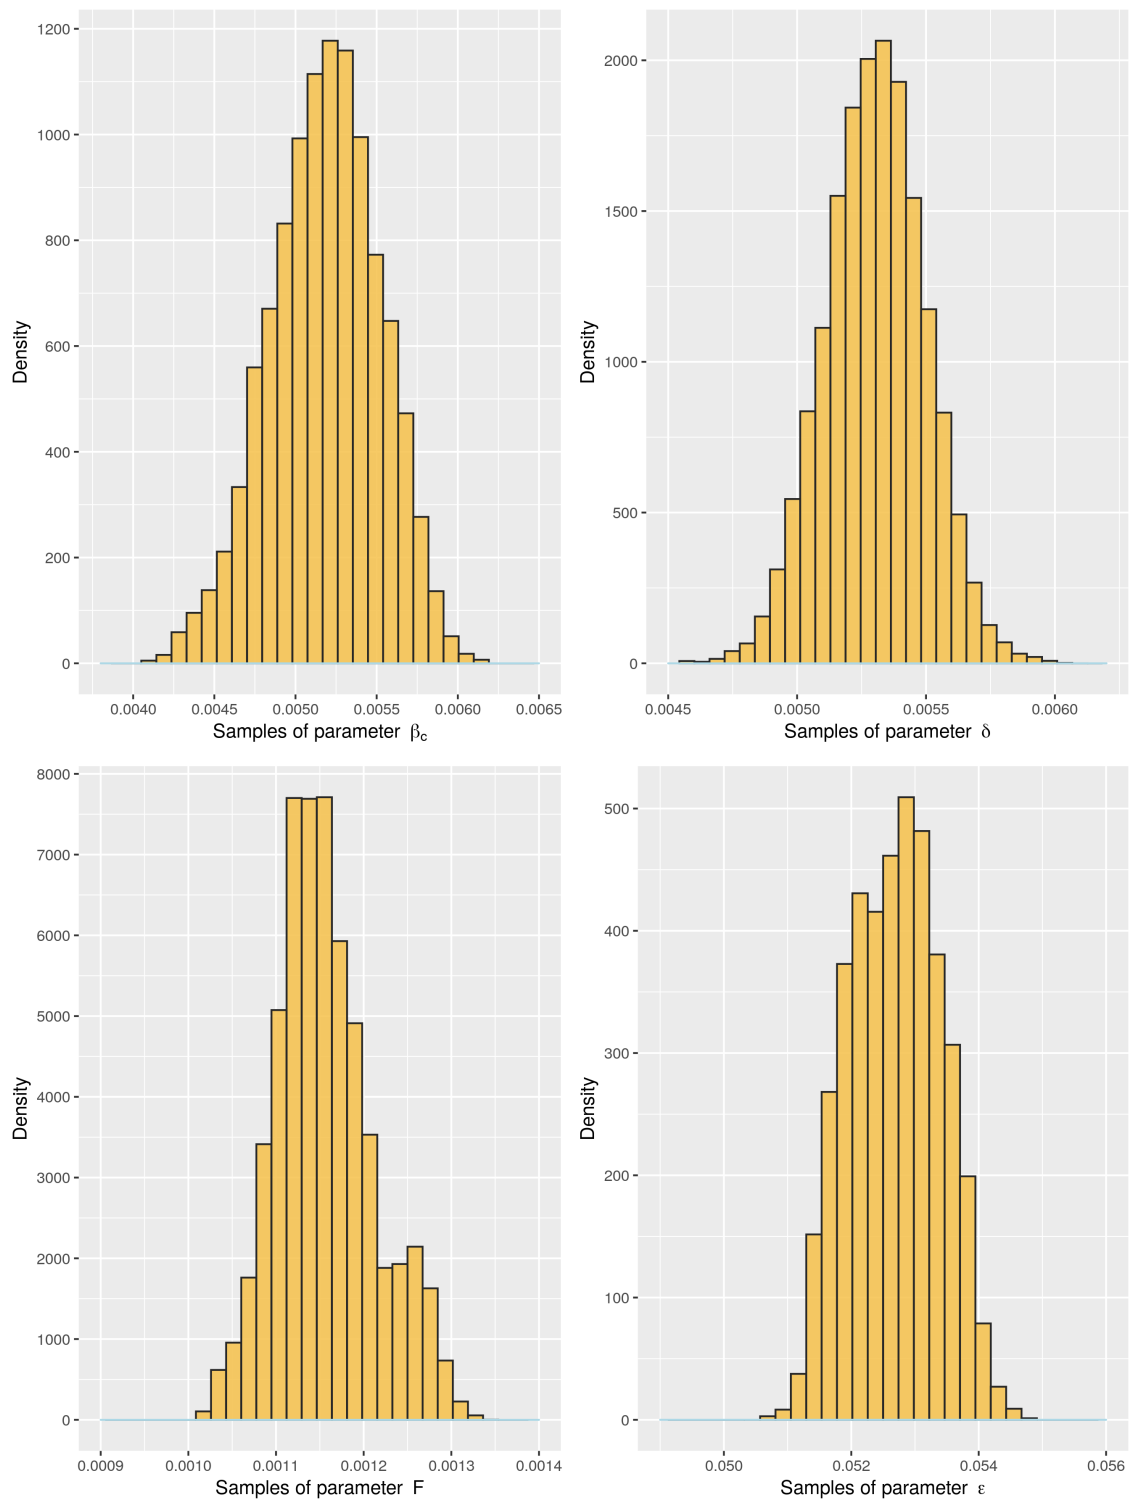 Density
1200
1000
800
600
400
200
0
0.0040 0.0045 0.0050 0.0055 0.0060 0.0065
Samples of parameter βc
Density
2000
1500
1000
500
0
0.0045 0.0050 0.0055 0.0060
Samples of parameter δ
Density
8000
7000
6000
5000
4000
3000
2000
1000
0
0.0009 0.0010 0.0011 0.0012 0.0013 0.0014
Samples of parameter F
Density
500
400
300
200
100
0
0.050 0.052 0.054 0.056
Samples of parameter ε